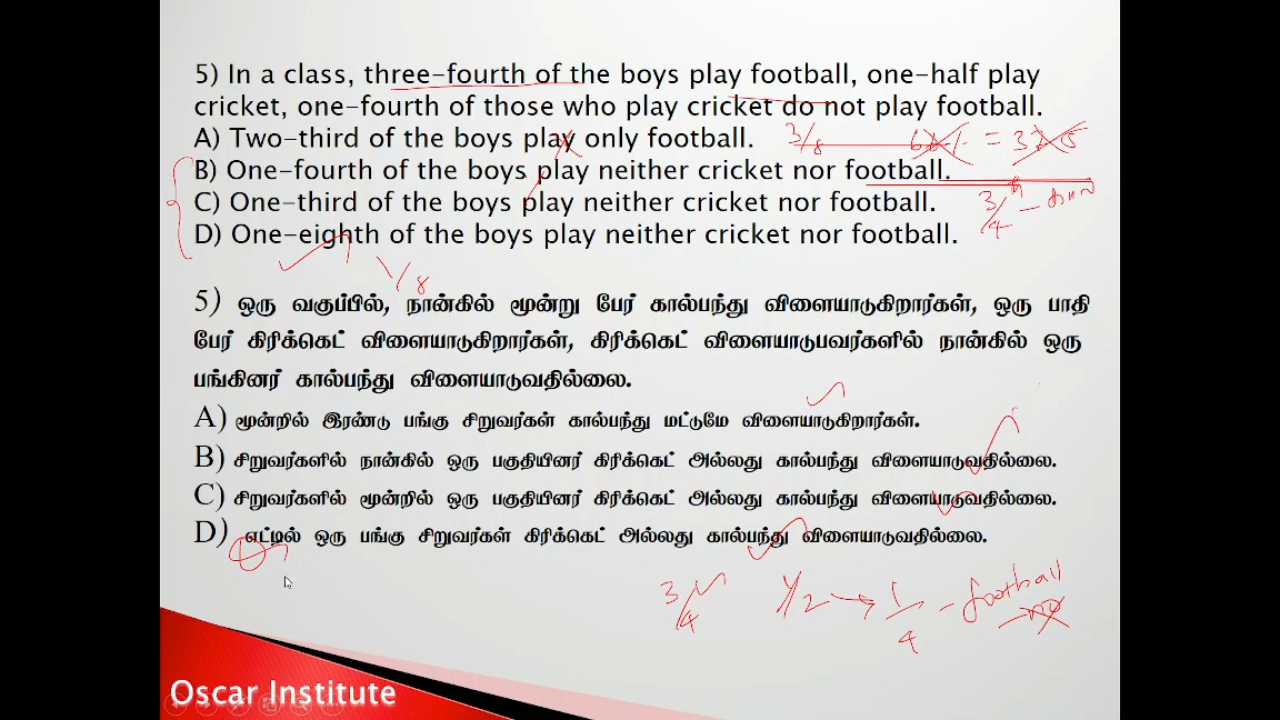 5) In a class, three-fourth of the boys play football, one-half play
cricket, one-fourth of those who play cricket do not play football.
A) Two-third of the boys play only football.
3/8
=
B) One-fourth of the boys play neither cricket nor football.
C) One-third of the boys play neither cricket nor football.
3/4 -
D) One-eighth of the boys play neither cricket nor football.
1/8
5) ஒரு வகுப்பில், நான்கில் மூன்று பேர் கால்பந்து விளையாடுகிறார்கள், ஒரு பாதி
பேர் கிரிக்கெட் விளையாடுகிறார்கள், கிரிக்கெட் விளையாடுபவர்களில் நான்கில் ஒரு
பங்கினர் கால்பந்து விளையாடுவதில்லை.
A) மூன்றில் இரண்டு பங்கு சிறுவர்கள் கால்பந்து மட்டுமே விளையாடுகிறார்கள்.
B) சிறுவர்களில் நான்கில் ஒரு பகுதியினர் கிரிக்கெட் அல்லது கால்பந்து விளையாடுவதில்லை.
C) சிறுவர்களில் மூன்றில் ஒரு பகுதியினர் கிரிக்கெட் அல்லது கால்பந்து விளையாடுவதில்லை.
D) எட்டில் ஒரு பங்கு சிறுவர்கள் கிரிக்கெட் அல்லது கால்பந்து விளையாடுவதில்லை.
3/4 1/2 → 1/4 - football
no
Oscar Institute